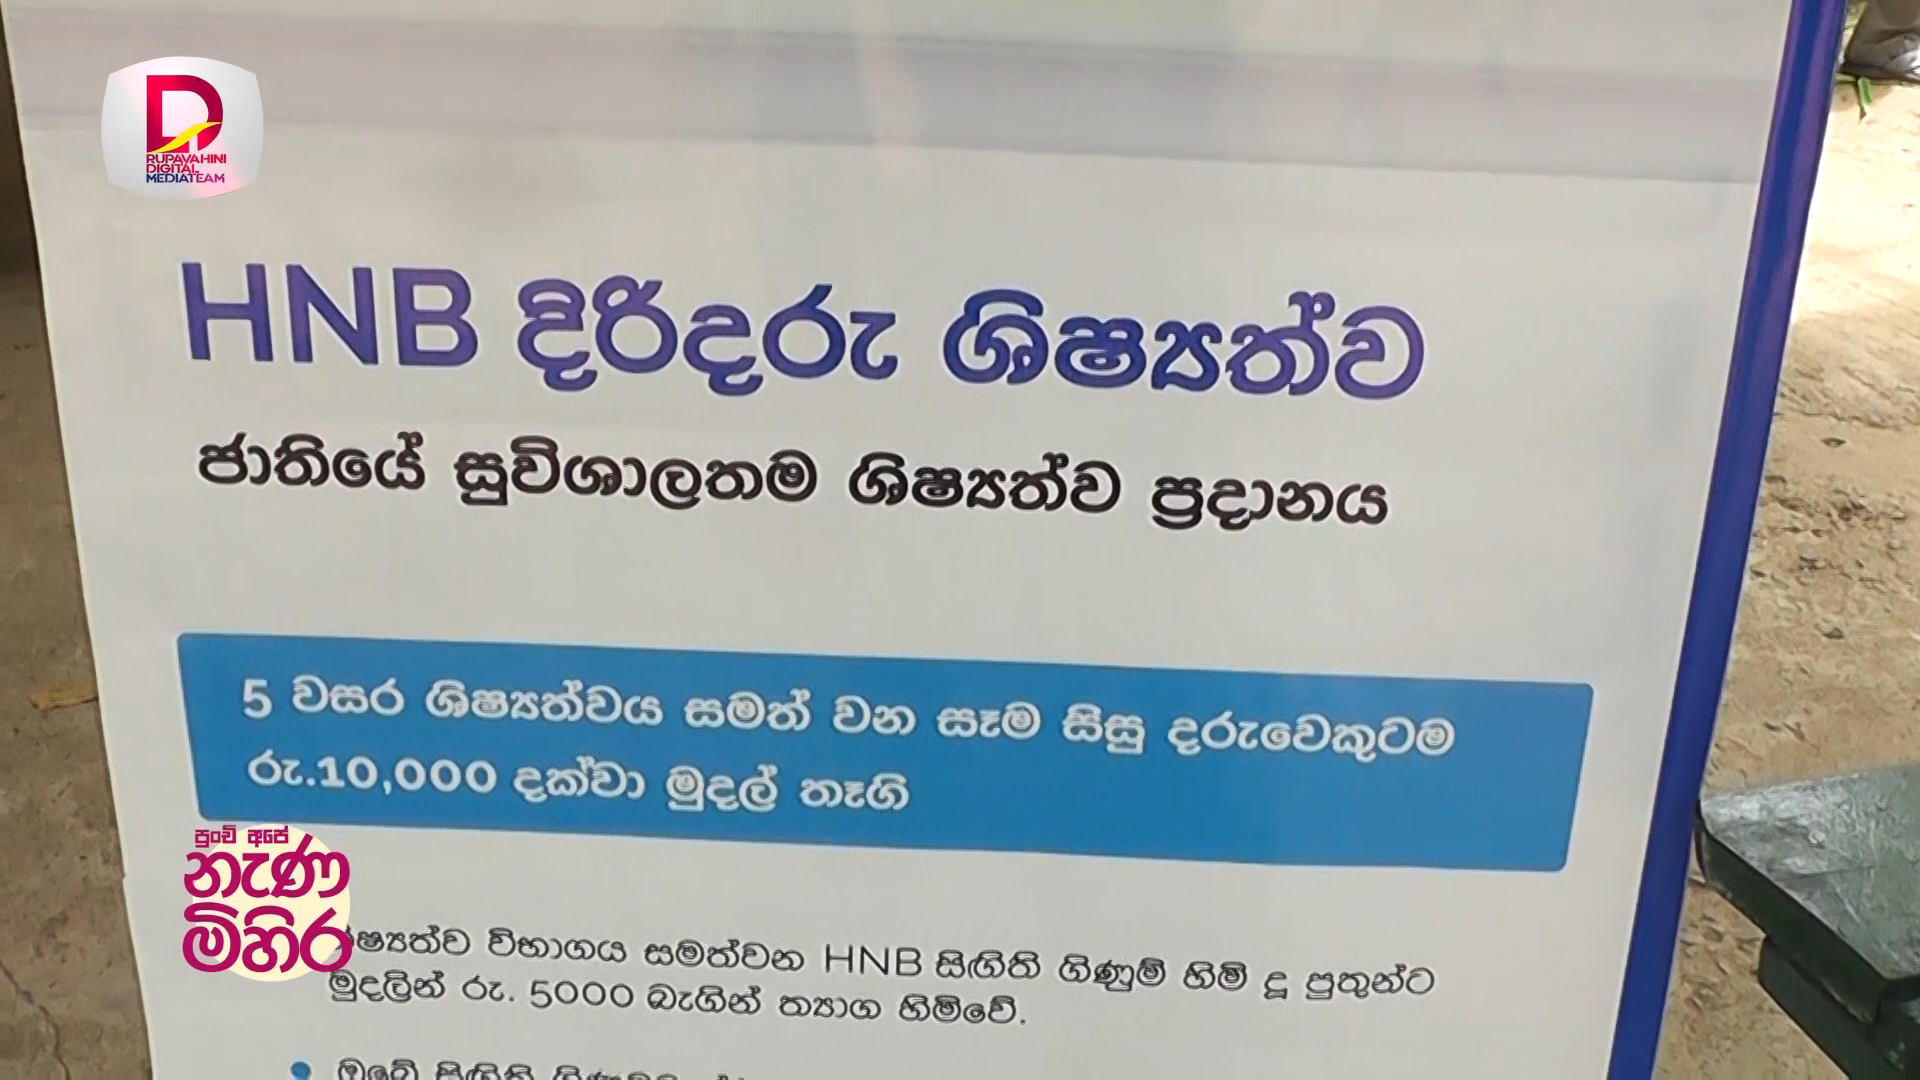 RUPAVAHINI
DIGITAL
MEDIATEAM
HNB දිරිදරු ශිෂ්‍යත්ව
ජාතියේ සුවිශාලතම ශිෂ්‍යත්ව ප්‍රදානය
5 වසර ශිෂ්‍යත්වය සමත් වන සෑම සිසු දරුවෙකුටම
රු.10,000 දක්වා මුදල් තෑගි
පුංචි අපේ
නැණ
මිහිර
විභාගය සමත්වන HNB සිඟිති ගිණුම් හිමි දූ පුතුන්ට
මුදලින් රු. 5000 බැගින් ත්‍යාග හිමිවේ.
ඔබේ සිඟිති